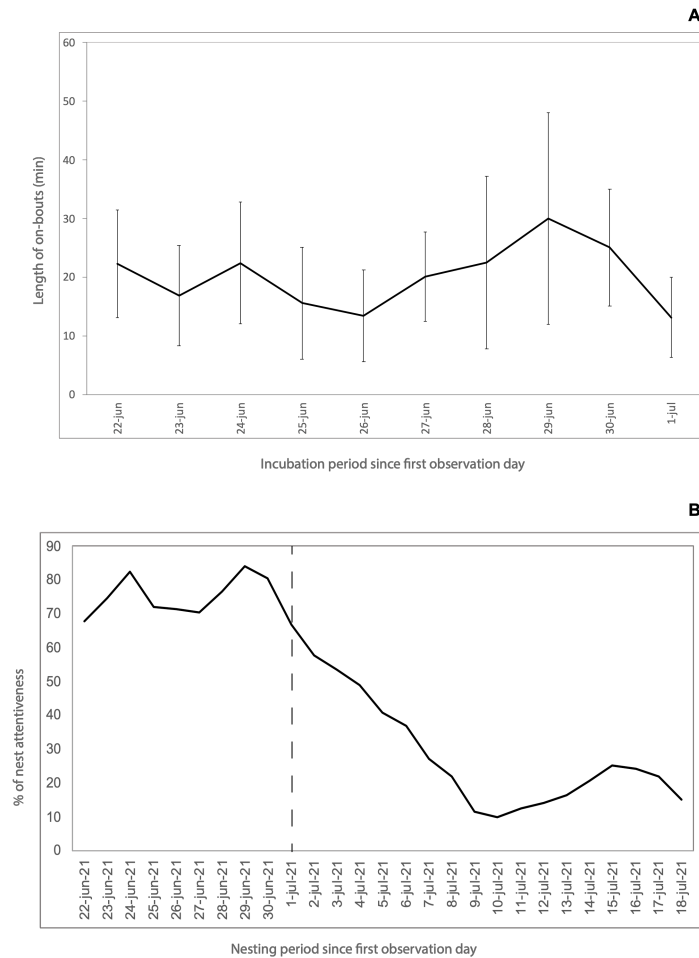 A
60
50
40
30
20
10
0
Length of on-bouts (min)
22-jun
23-jun
24-jun
25-jun
26-jun
27-jun
28-jun
29-jun
30-jun
1-jul
Incubation period since first observation day
B
90
80
70
60
50
40
30
20
10
0
% of nest attentiveness
22-jun-21
23-jun-21
24-jun-21
25-jun-21
26-jun-21
27-jun-21
28-jun-21
29-jun-21
30-jun-21
1-jul-21
2-jul-21
3-jul-21
4-jul-21
5-jul-21
6-jul-21
7-jul-21
8-jul-21
9-jul-21
10-jul-21
11-jul-21
12-jul-21
13-jul-21
14-jul-21
15-jul-21
16-jul-21
17-jul-21
18-jul-21
Nesting period since first observation day